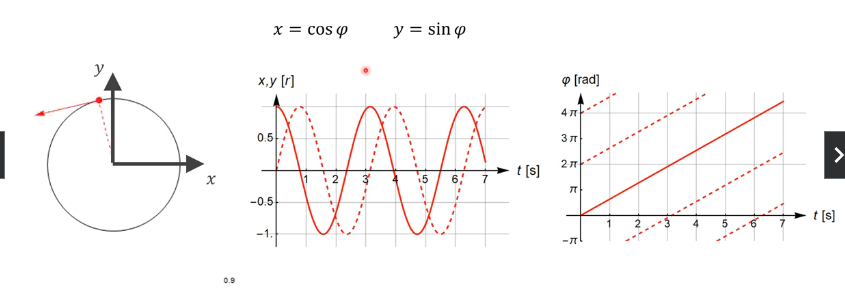 x = cos φ    y = sin φ
y
x
x,y [r]
0.5
-0.5
-1.
1 2 3 4 5 6 7
t [s]
φ [rad]
4 π
3 π
2 π
π
-π
1 2 3 4 5 6 7
t [s]
0.9